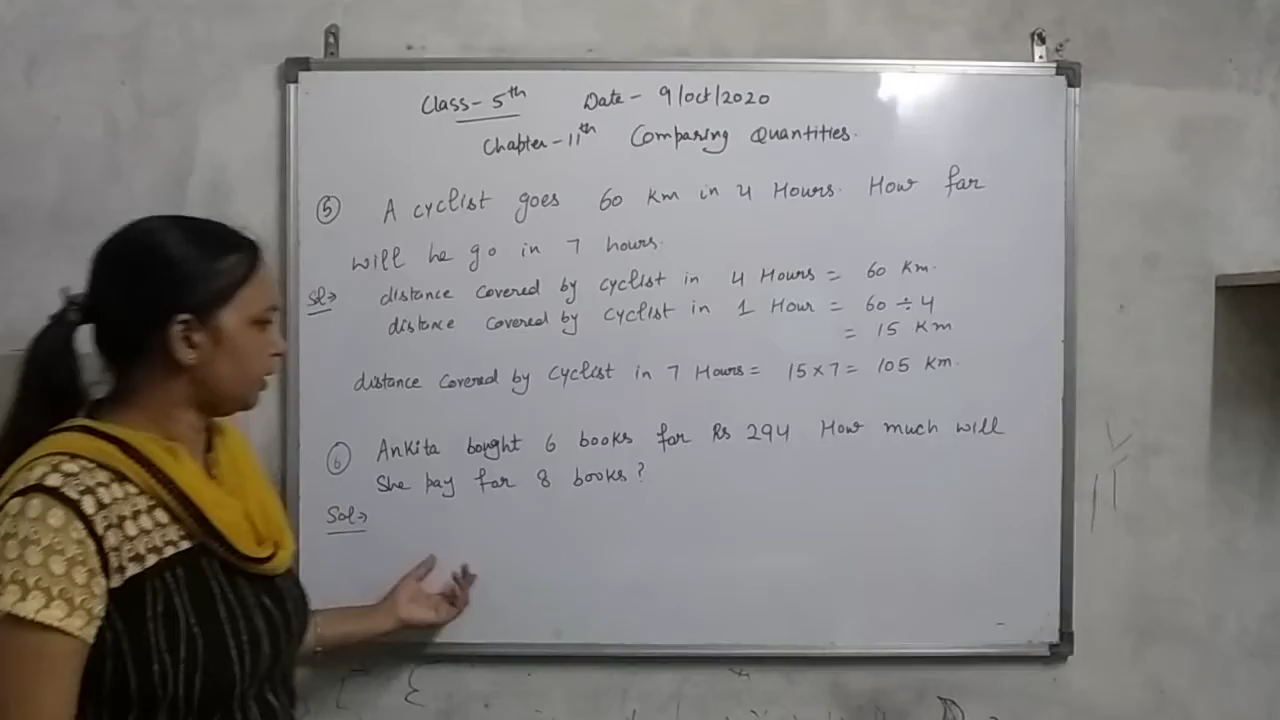 Class - 5th Date - 9/Oct/2020
Chapter - 11th Comparing Quantities.
5 A cyclist goes 60 Km in 4 Hours. How far
will he go in 7 hours.
Sol→ distance covered by cyclist in 4 Hours = 60 Km.
distance covered by cyclist in 1 Hour = 60 ÷ 4
= 15 Km
distance covered by cyclist in 7 Hours = 15 × 7 = 105 Km.
6 Ankita bought 6 books for Rs 294 How much will
She pay for 8 books?
Sol→